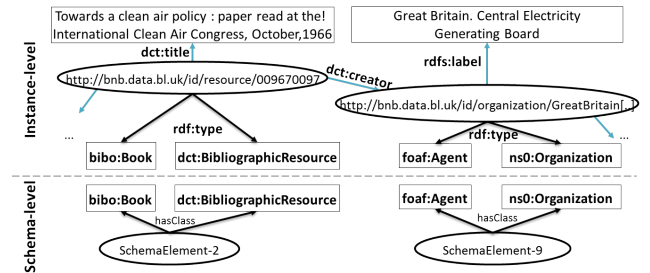 Towards a clean air policy : paper read at the!
International Clean Air Congress, October,1966
Great Britain. Central Electricity
Generating Board
dct:title
rdfs:label
dct:creator
http://bnb.data.bl.uk/id/resource/009670097
http://bnb.data.bl.uk/id/organization/GreatBritain[..]
Instance-level
...
rdf:type
rdf:type
...
bibo:Book
dct:BibliographicResource
foaf:Agent
ns0:Organization
Schema-level
bibo:Book
dct:BibliographicResource
foaf:Agent
ns0:Organization
hasClass
hasClass
SchemaElement-2
SchemaElement-9